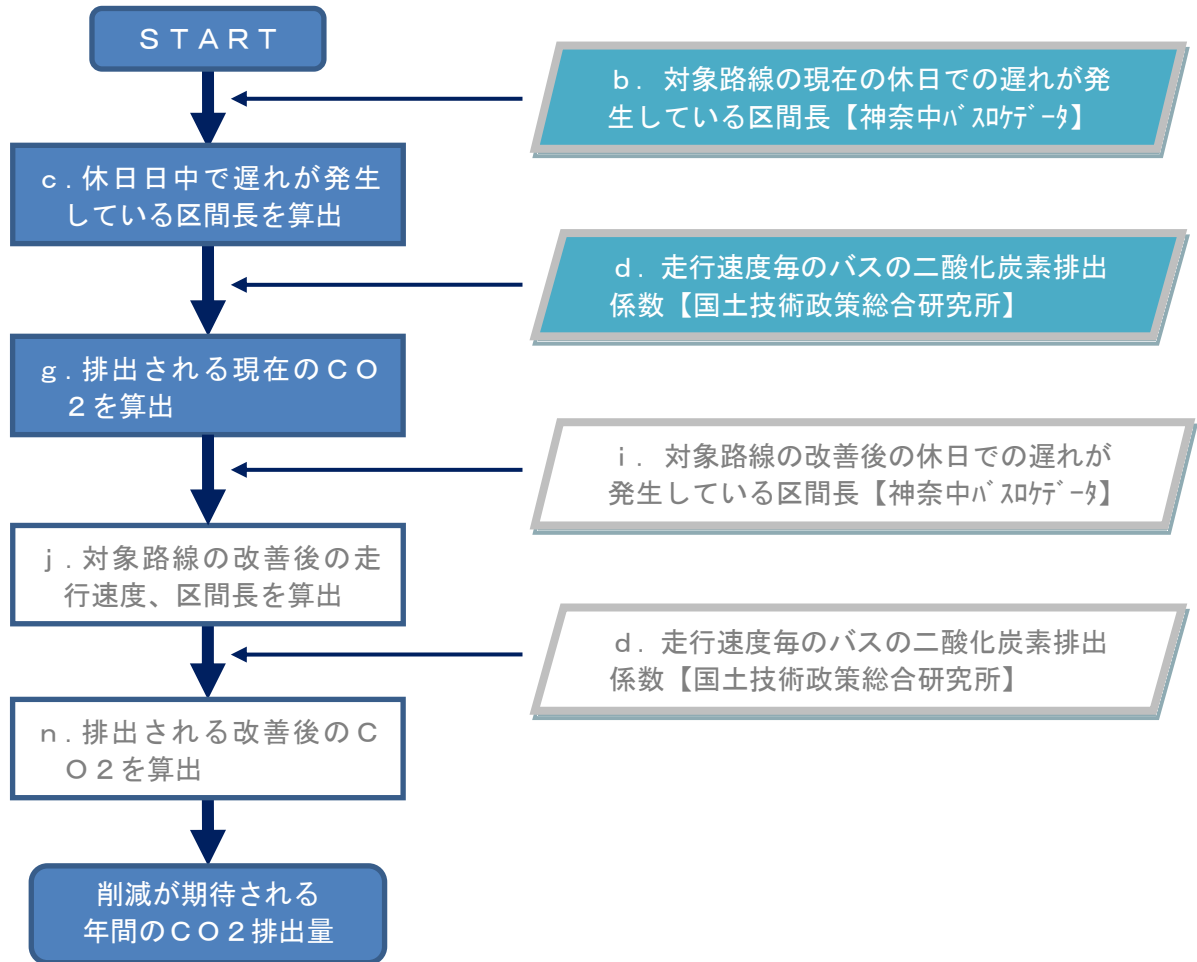 ＳＴＡＲＴ
ｂ．対象路線の現在の休日での遅れが発
生している区間長【神奈中ﾊﾞｽﾛｹﾃﾞｰﾀ】
ｃ．休日日中で遅れが発生
している区間長を算出
ｄ．走行速度毎のバスの二酸化炭素排出
係数【国土技術政策総合研究所】
ｇ．排出される現在のＣＯ
２を算出
ｉ．対象路線の改善後の休日での遅れが
発生している区間長【神奈中ﾊﾞｽﾛｹﾃﾞｰﾀ】
ｊ．対象路線の改善後の走
行速度、区間長を算出
ｄ．走行速度毎のバスの二酸化炭素排出
係数【国土技術政策総合研究所】
ｎ．排出される改善後のＣ
Ｏ２を算出
削減が期待される
年間のＣＯ２排出量